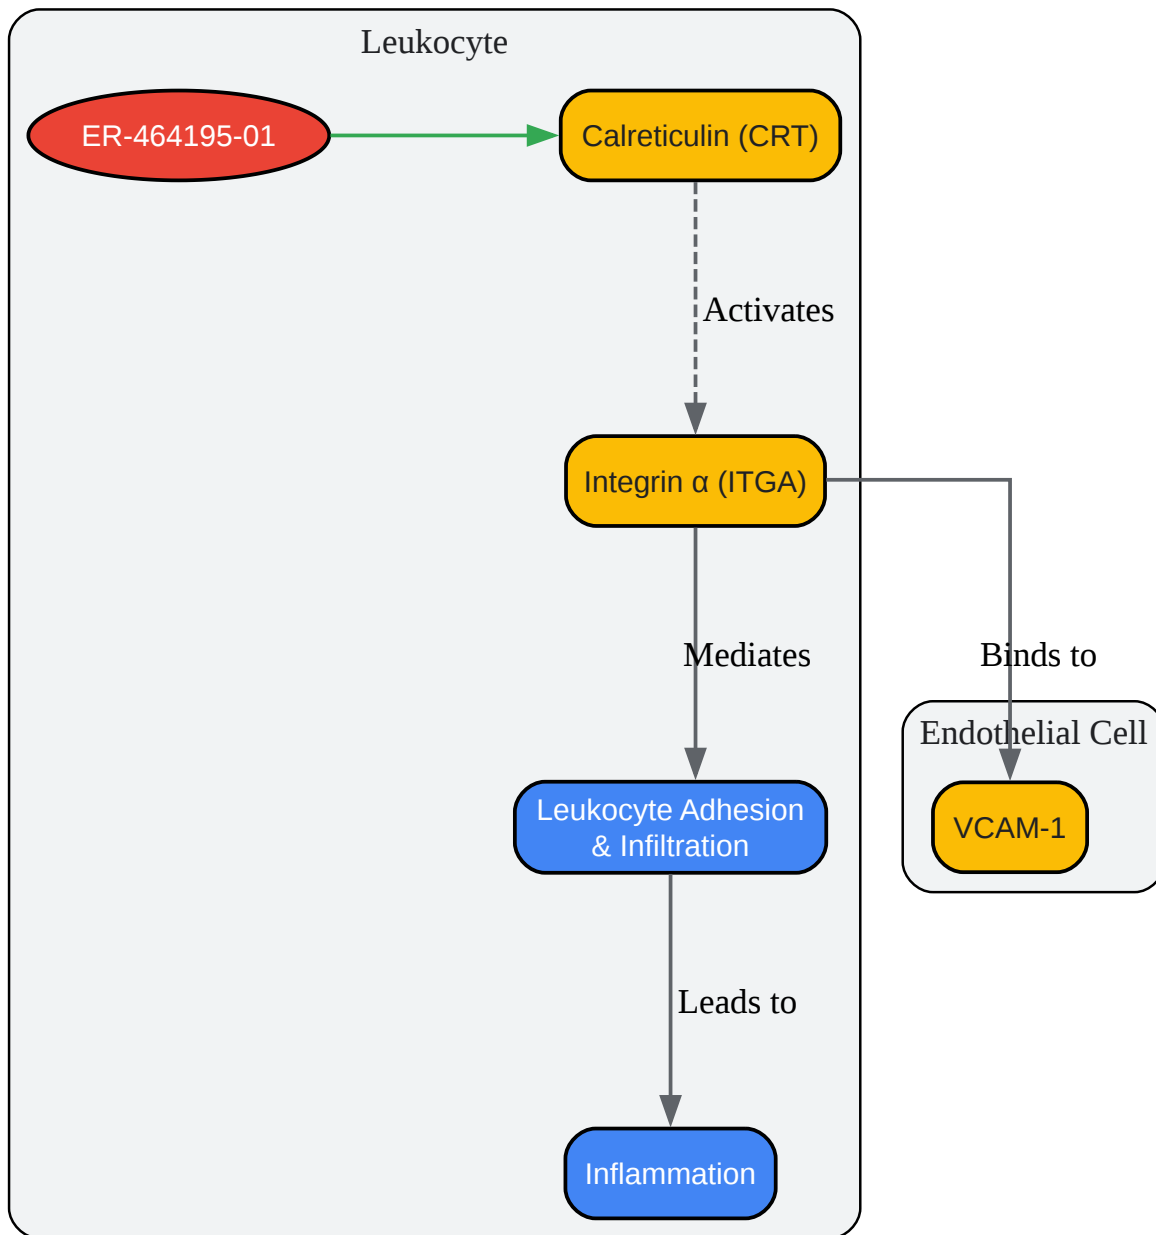 Leukocyte
ER-464195-01
Calreticulin (CRT)
Activates
Integrin α (ITGA)
Mediates
Binds to
Endothelial Cell
Leukocyte Adhesion
& Infiltration
VCAM-1
Leads to
Inflammation